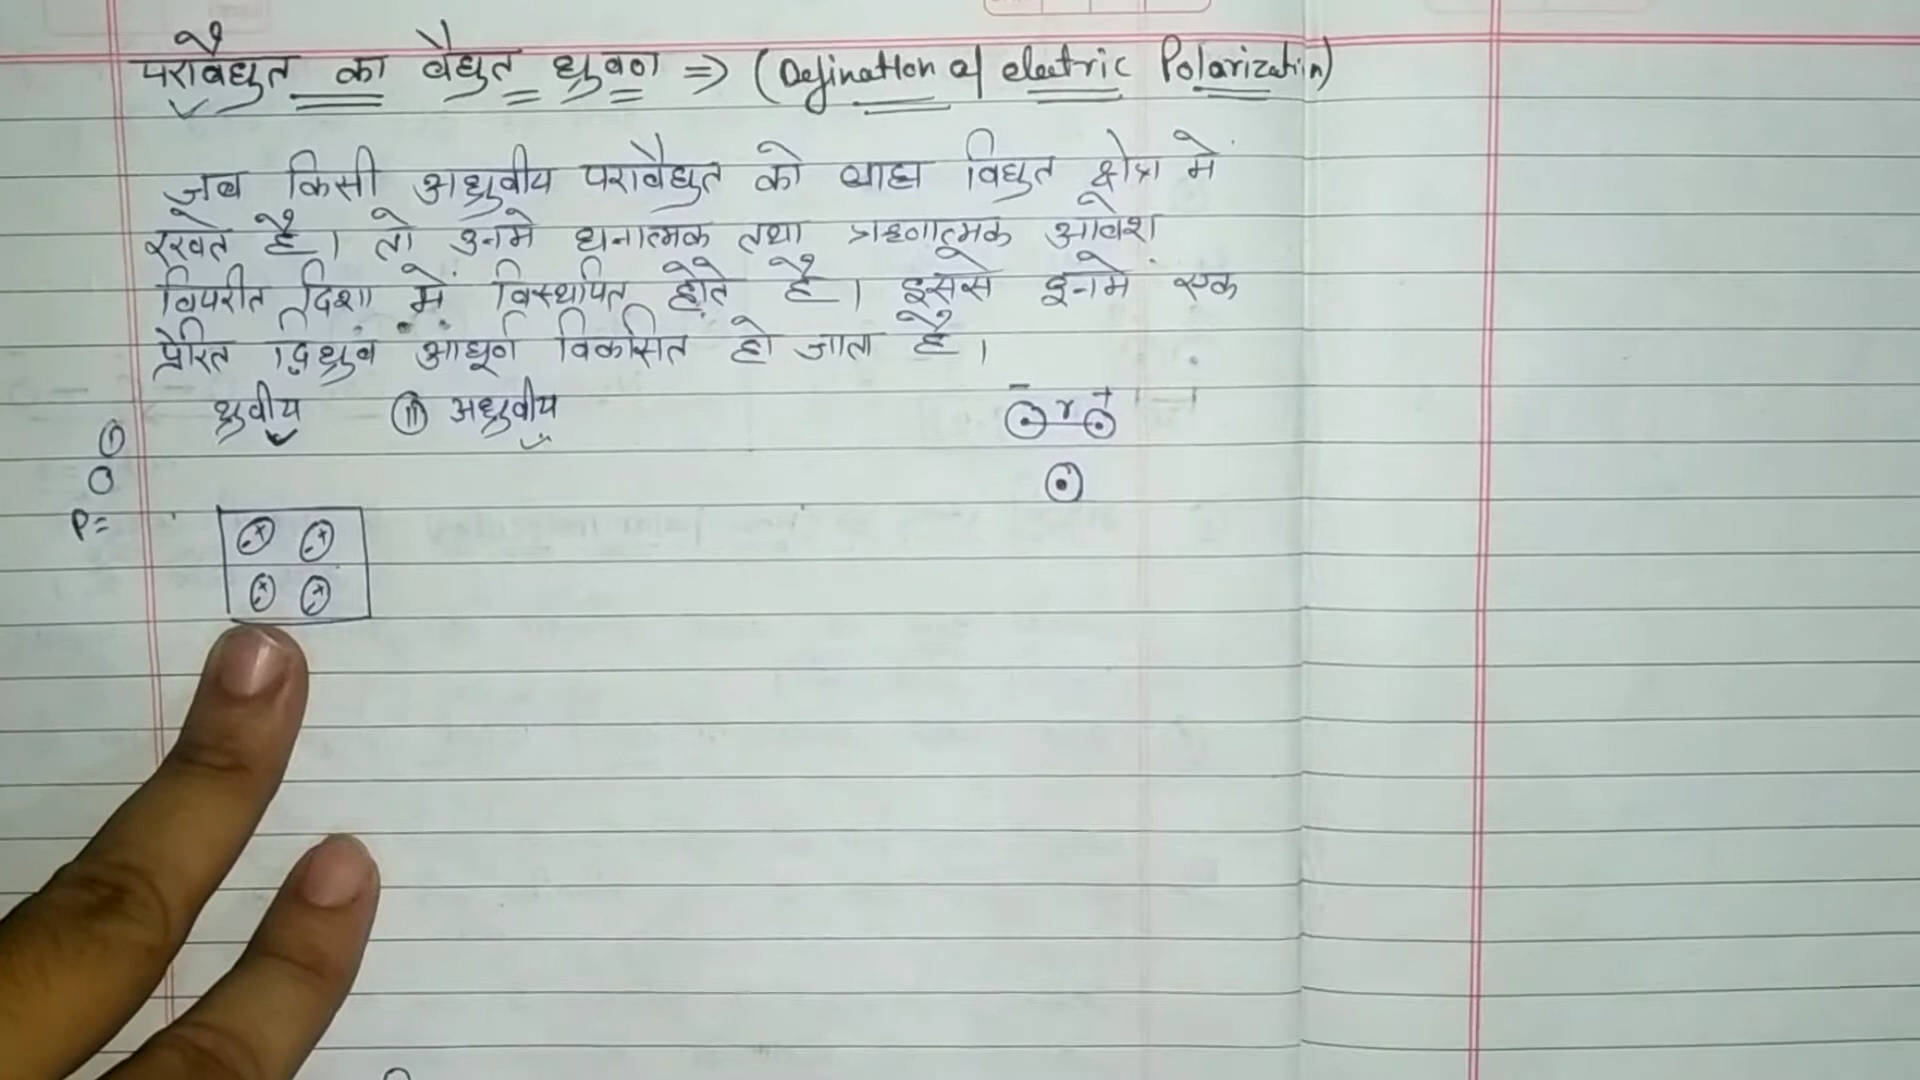 परावैद्युत का वैद्युत ध्रुवण => (Defination of electric Polarization)
जब किसी अध्रुवीय परावैद्युत को बाह्य विद्युत क्षेत्र में
रखते है। तो उनमे धनात्मक तथा ऋणात्मक आवेश
विपरीत दिशा में विस्थापित होते है। इससे इनमें एक
प्रेरित द्विध्रुव आघूर्ण विकसित हो जाता है।
(i) ध्रुवीय (ii) अध्रुवीय
- r +
O
P=
+ - + -
+ - + -